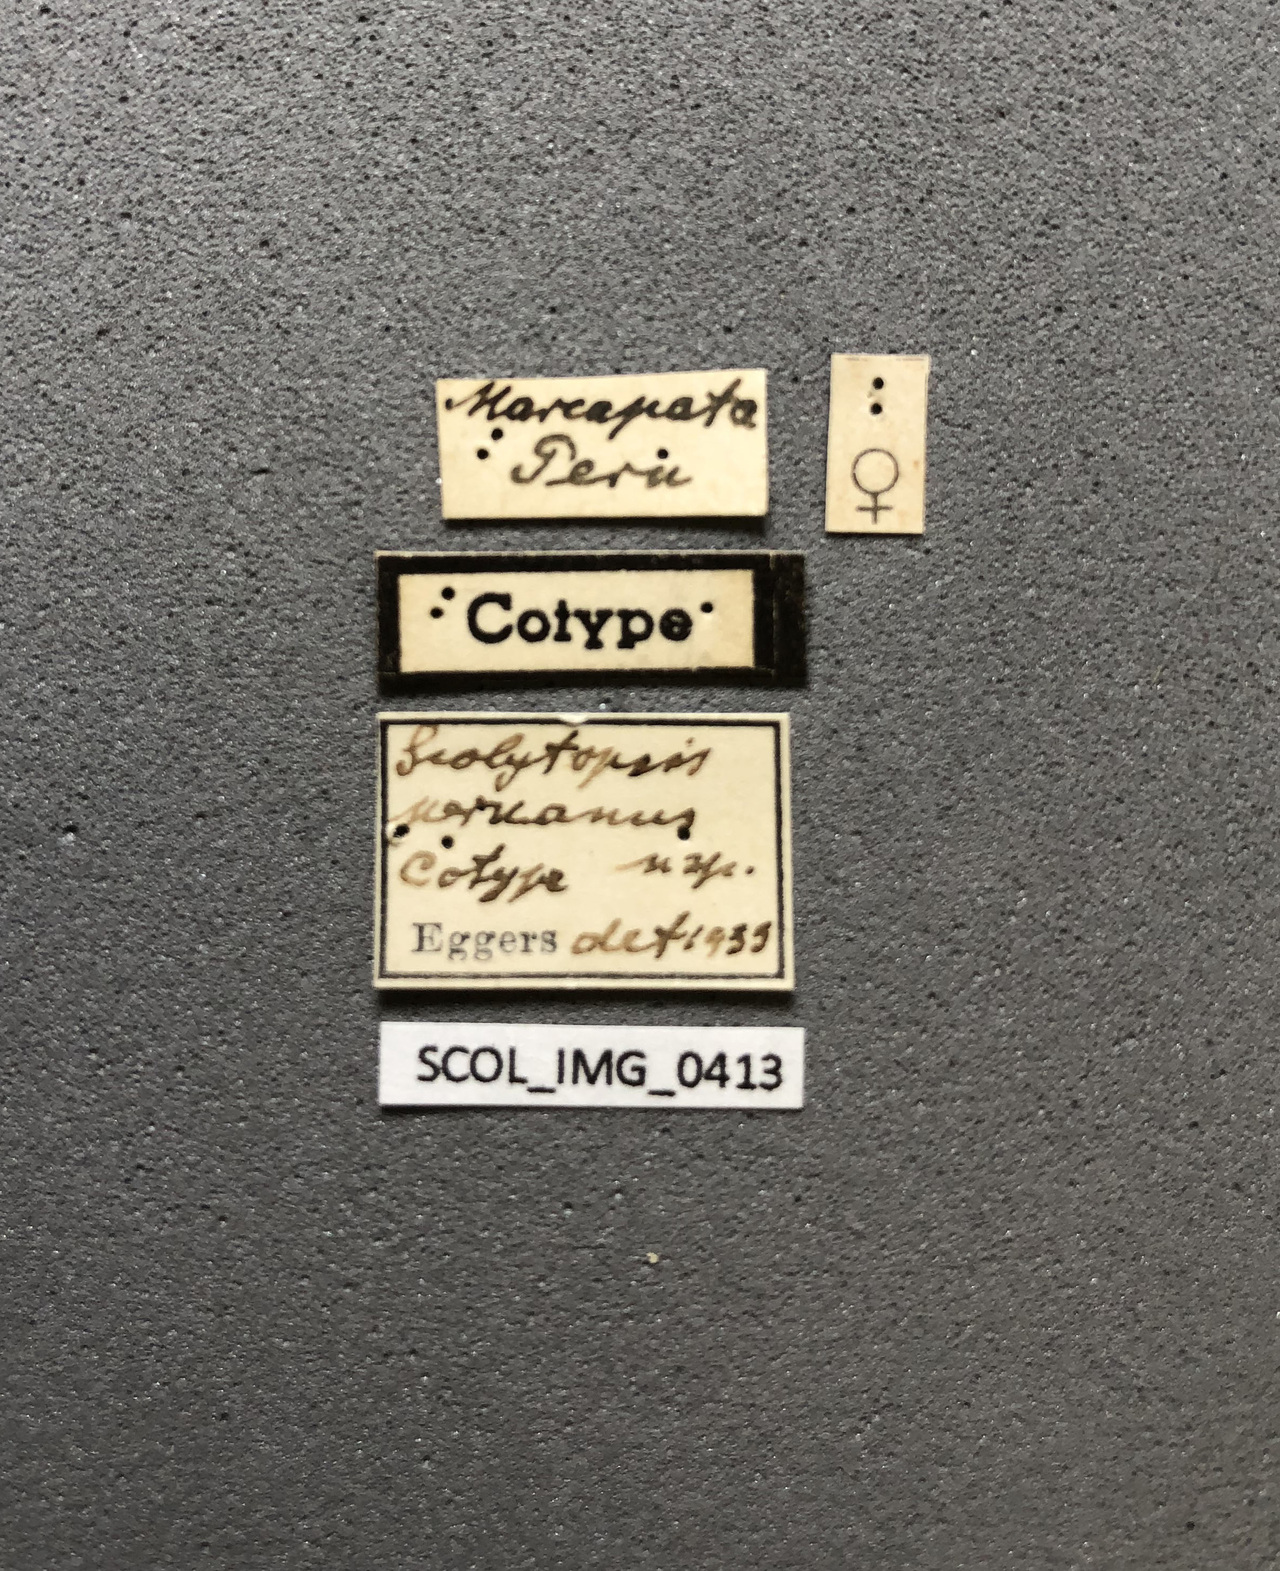 Marcapata
Peru
♀
Cotype
Scolytopsis
peruanus
Cotype n sp.
Eggers det 1933
SCOL_IMG_0413